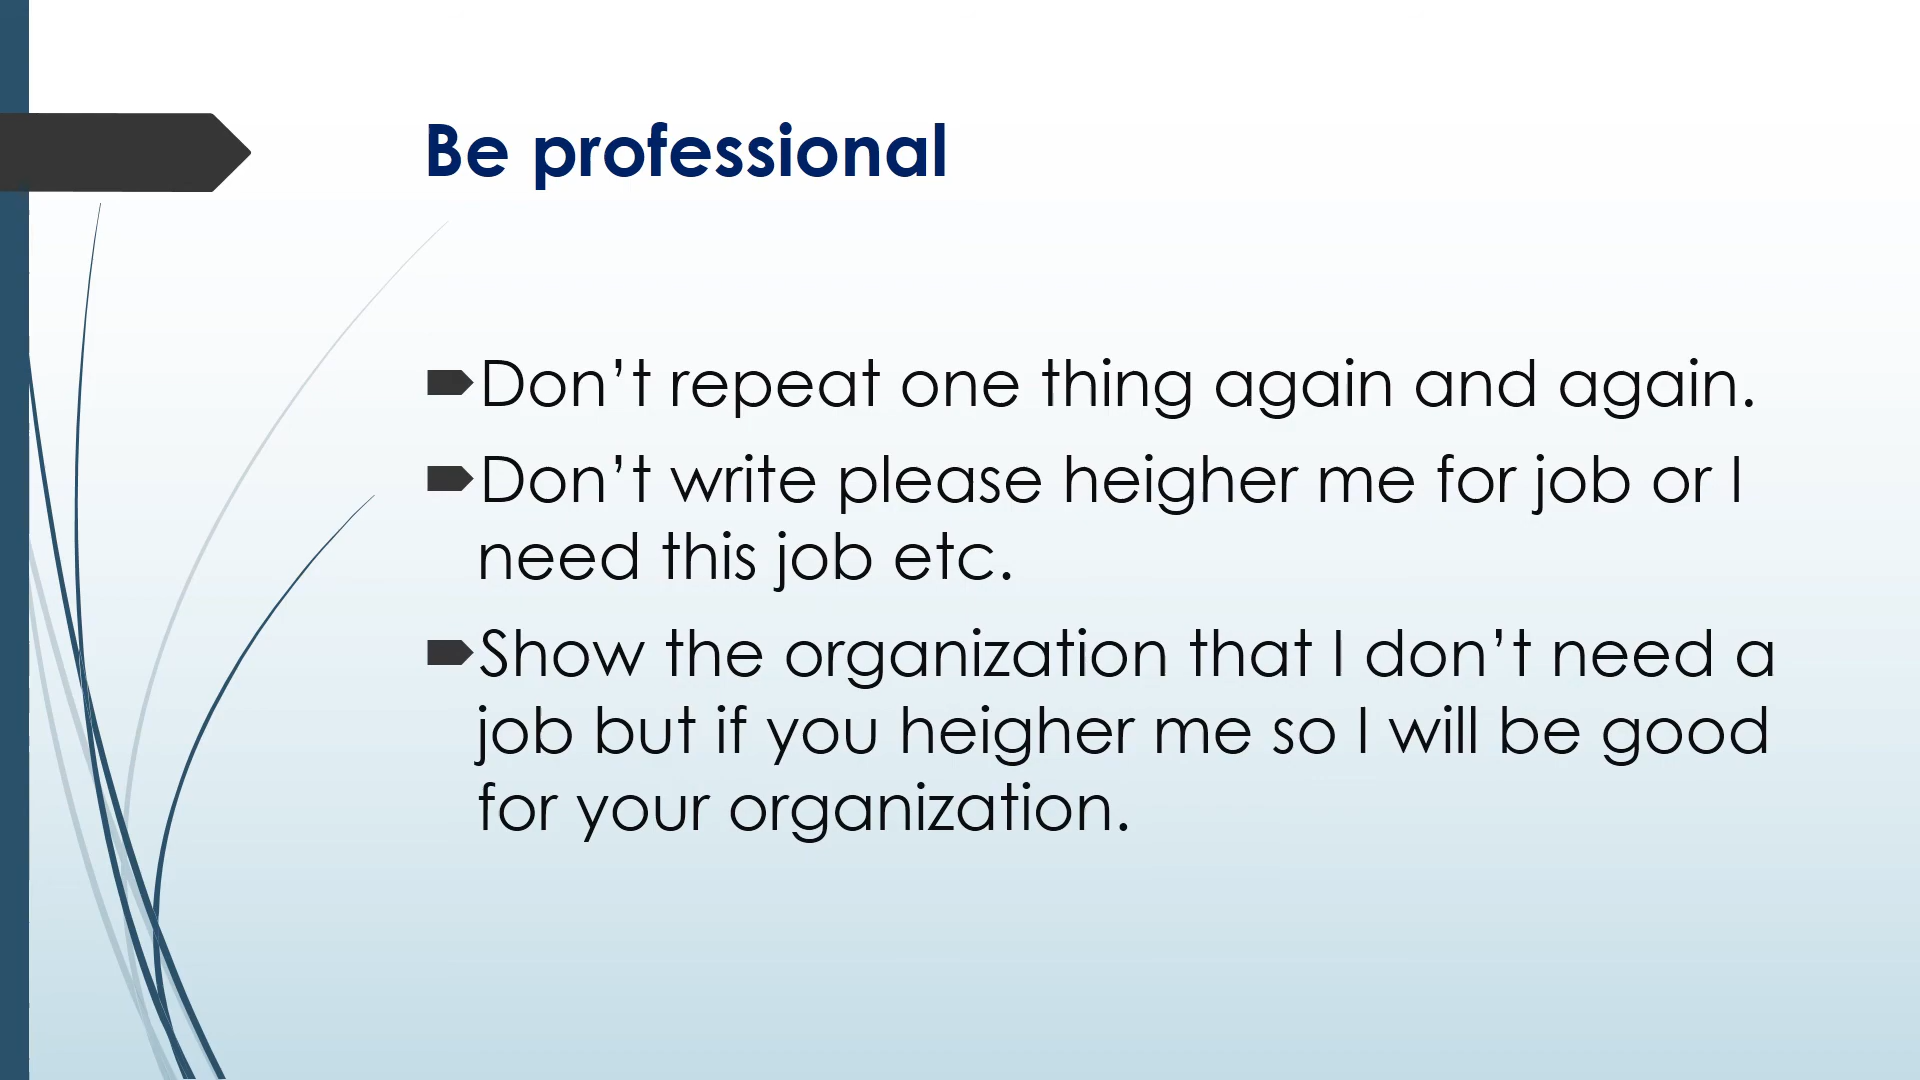 Be professional
Don’t repeat one thing again and again.
Don’t write please heigher me for job or I
need this job etc.
Show the organization that I don’t need a
job but if you heigher me so I will be good
for your organization.